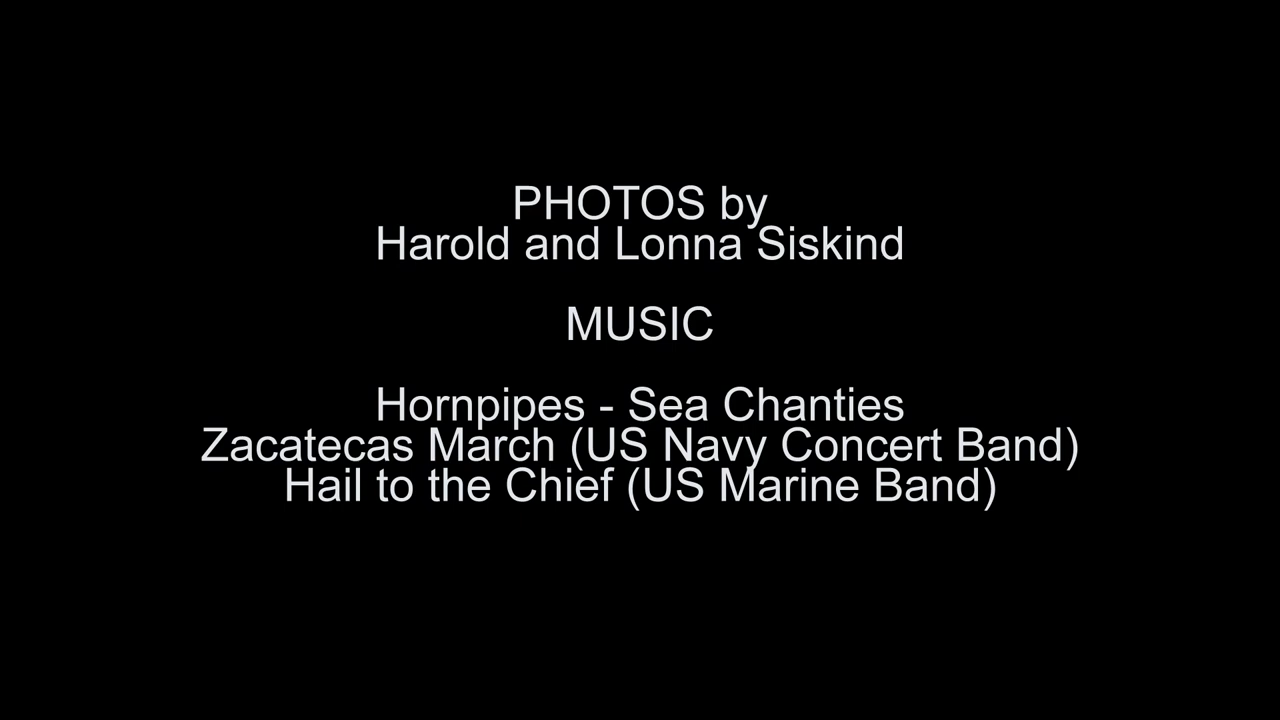 PHOTOS by
Harold and Lonna Siskind
MUSIC
Hornpipes - Sea Chanties
Zacatecas March (US Navy Concert Band)
Hail to the Chief (US Marine Band)